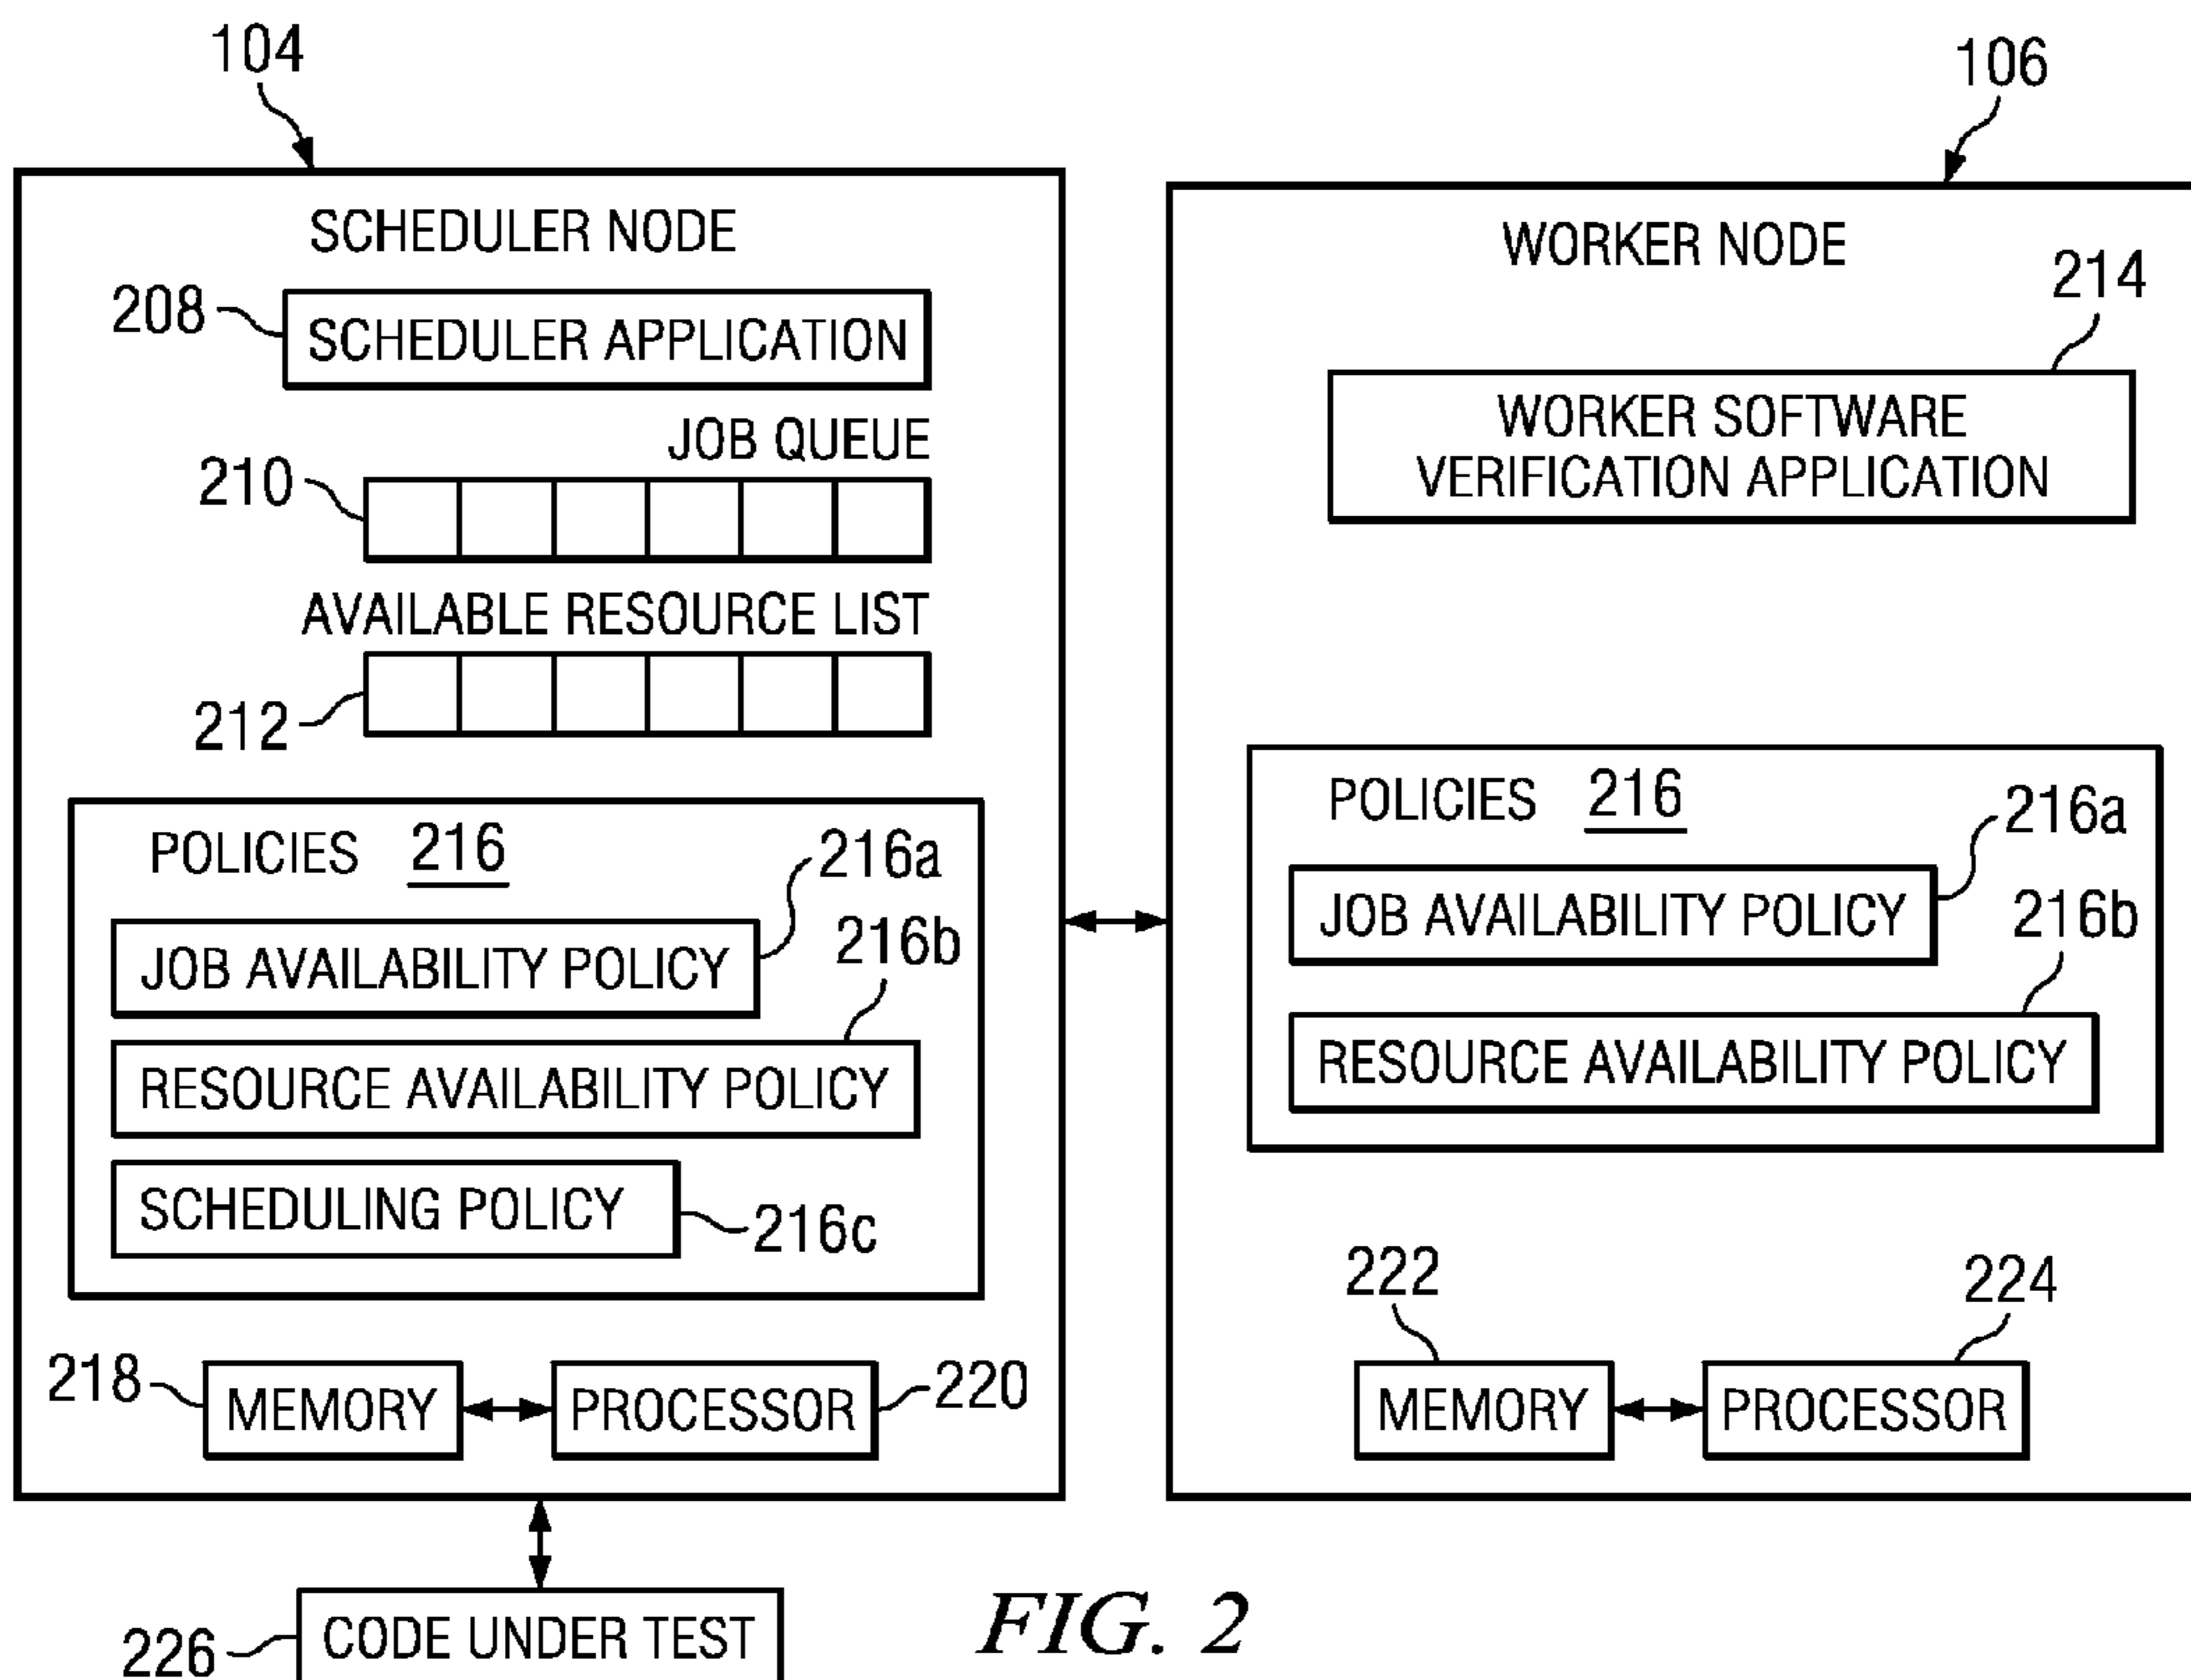 104
106
SCHEDULER NODE
208
SCHEDULER APPLICATION
JOB QUEUE
210
AVAILABLE RESOURCE LIST
212
POLICIES 216
216a
JOB AVAILABILITY POLICY
216b
RESOURCE AVAILABILITY POLICY
SCHEDULING POLICY
216c
218
MEMORY
PROCESSOR
220
WORKER NODE
214
WORKER SOFTWARE
VERIFICATION APPLICATION
POLICIES 216
216a
JOB AVAILABILITY POLICY
216b
RESOURCE AVAILABILITY POLICY
222
224
MEMORY
PROCESSOR
226
CODE UNDER TEST
FIG. 2